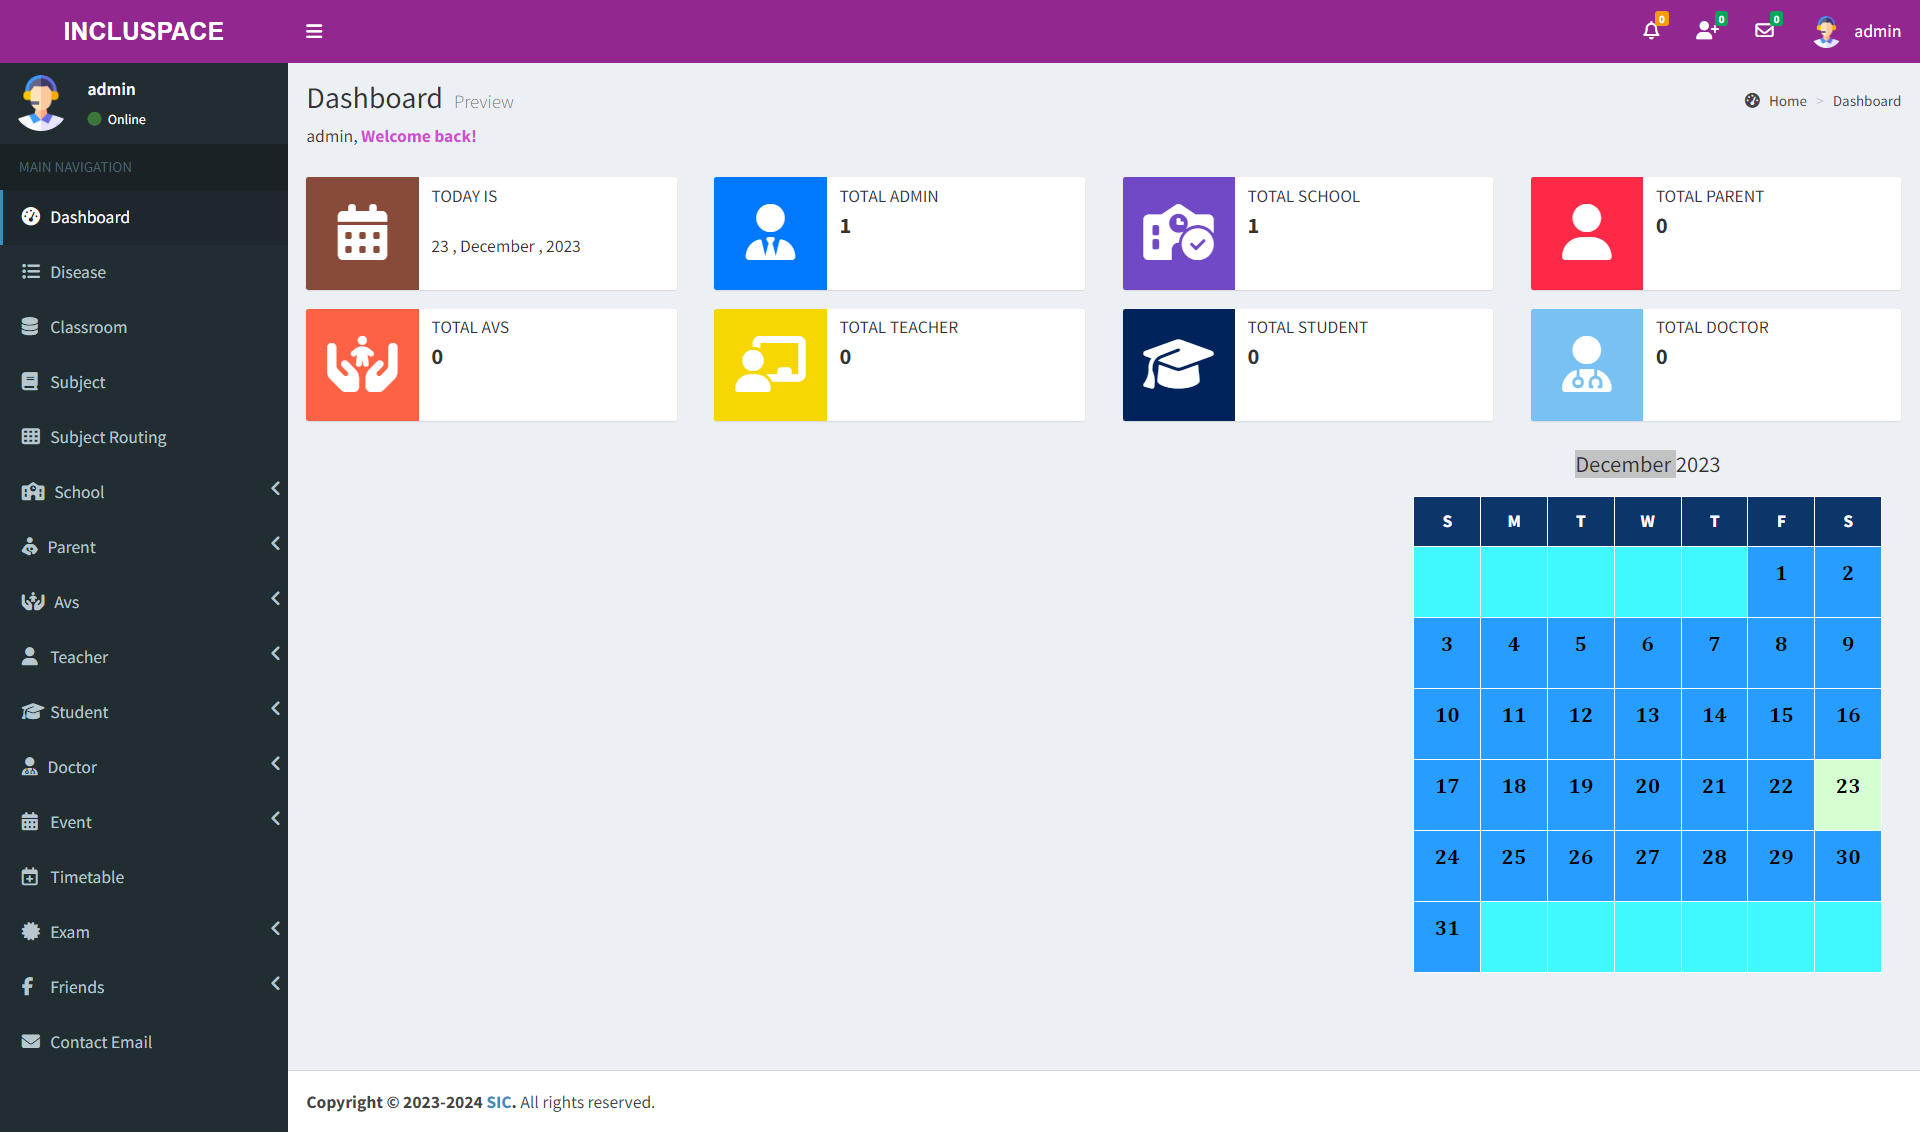 INCLUSPACE
0
0
0
admin
admin
Online
MAIN NAVIGATION
Dashboard
Disease
Classroom
Subject
Subject Routing
School
Parent
Avs
Teacher
Student
Doctor
Event
Timetable
Exam
Friends
Contact Email
Dashboard Preview
Home > Dashboard
admin, Welcome back!
TODAY IS
23 , December , 2023
TOTAL ADMIN
1
TOTAL SCHOOL
1
TOTAL PARENT
0
TOTAL AVS
0
TOTAL TEACHER
0
TOTAL STUDENT
0
TOTAL DOCTOR
0
December 2023
S M T W T F S
1 2
3 4 5 6 7 8 9
10 11 12 13 14 15 16
17 18 19 20 21 22 23
24 25 26 27 28 29 30
31
Copyright © 2023-2024 SIC. All rights reserved.